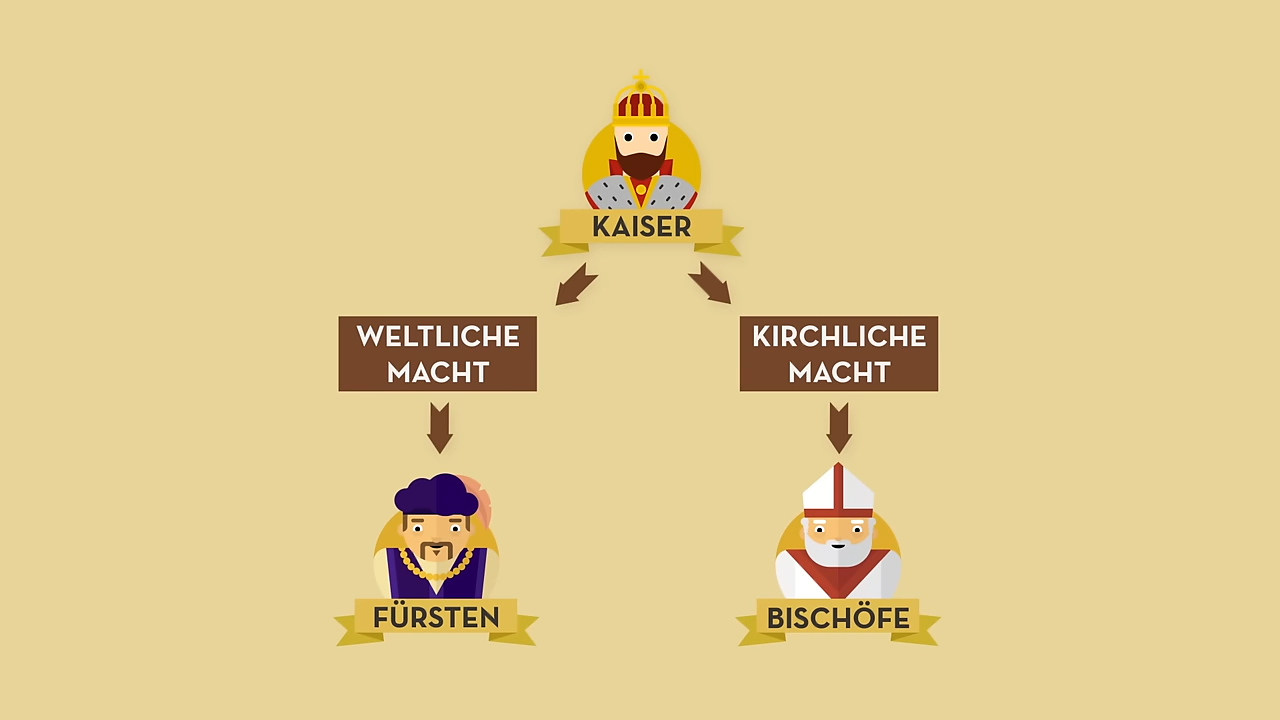 KAISER
WELTLICHE
MACHT
KIRCHLICHE
MACHT
FÜRSTEN
BISCHÖFE